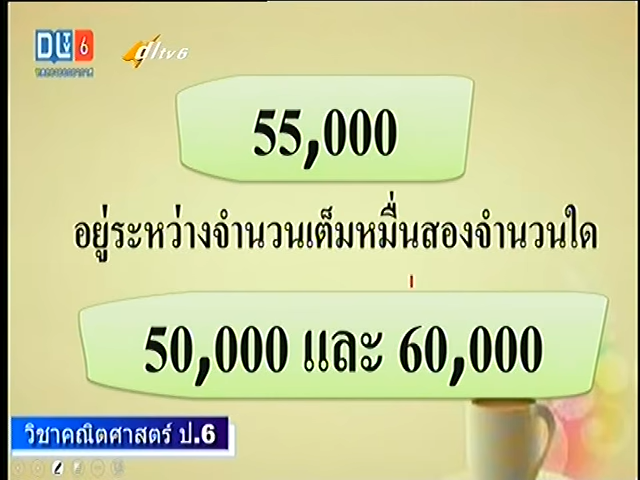 DLTV 6
dltv 6
55,000
อยู่ระหว่างจำนวนเต็มหมื่นสองจำนวนใด
50,000 และ 60,000
วิชาคณิตศาสตร์ ป.6